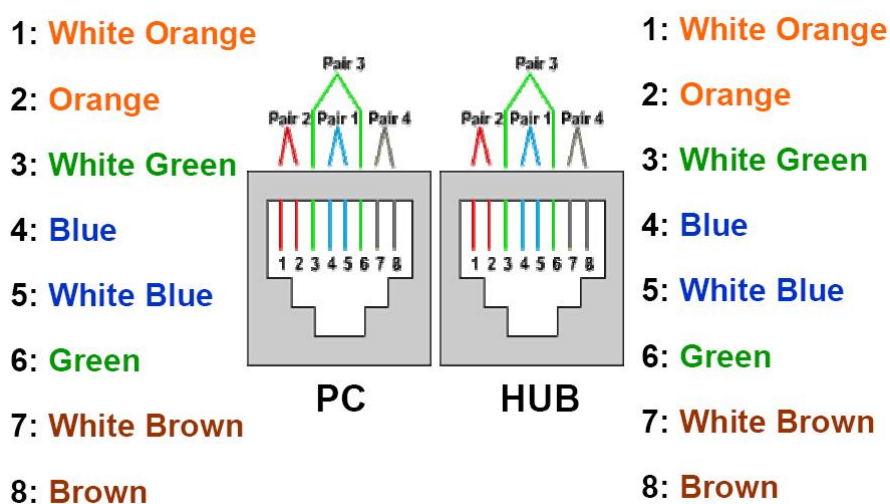 1: White Orange
2: Orange
3: White Green
4: Blue
5: White Blue
6: Green
7: White Brown
8: Brown
Pair 3
Pair 2 Pair 1 Pair 4
1 2 3 4 5 6 7 8
PC
Pair 3
Pair 2 Pair 1 Pair 4
1 2 3 4 5 6 7 8
HUB
1: White Orange
2: Orange
3: White Green
4: Blue
5: White Blue
6: Green
7: White Brown
8: Brown